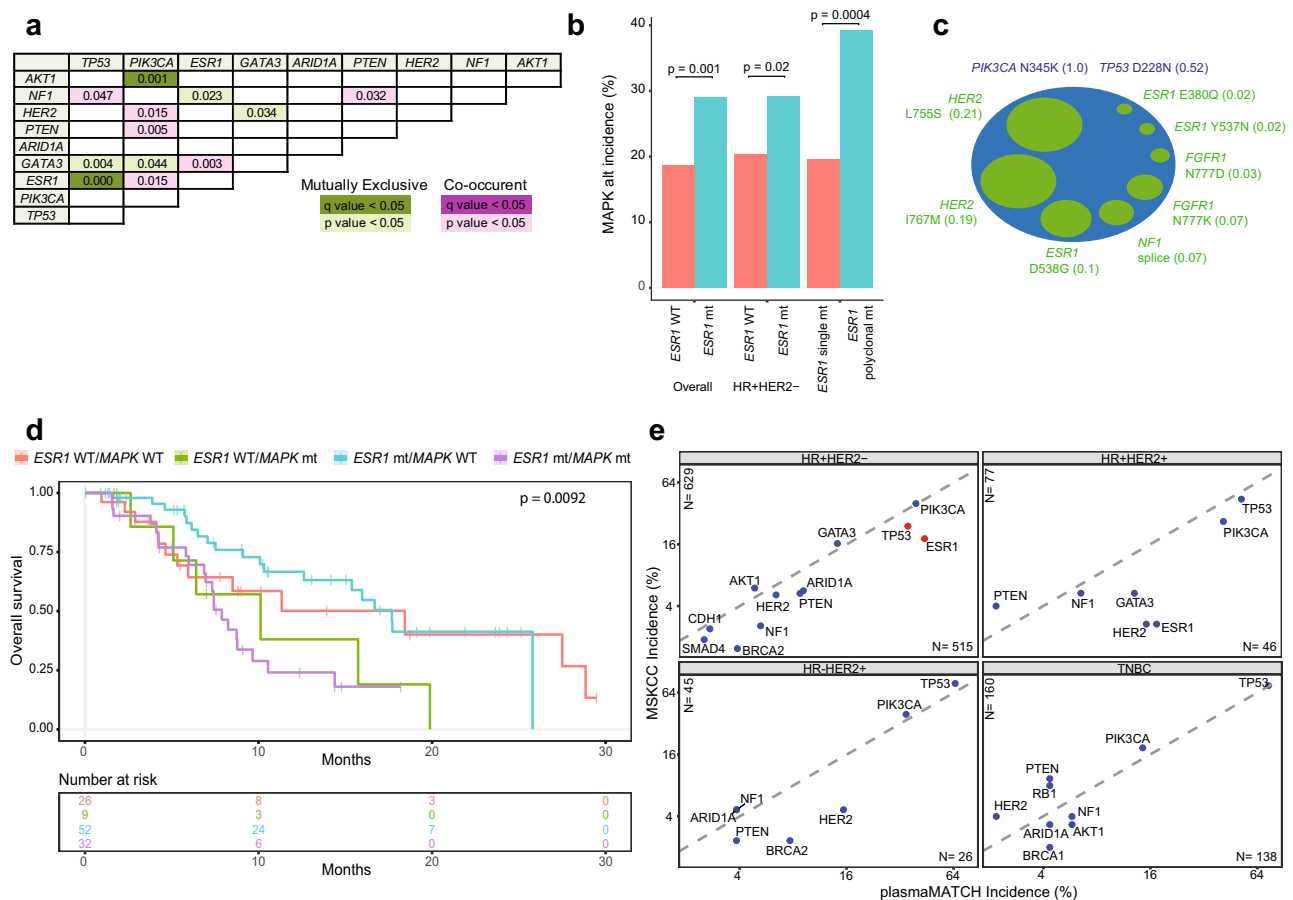 a
TP53 PIK3CA ESR1 GATA3 ARID1A PTEN HER2 NF1 AKT1
AKT1 0.001
NF1 0.047 0.023 0.032
HER2 0.015 0.034
PTEN 0.005
ARID1A
GATA3 0.004 0.044 0.003
ESR1 0.000 0.015
PIK3CA
TP53
Mutually Exclusive
q value < 0.05
p value < 0.05
Co-occurent
q value < 0.05
p value < 0.05
b
MAPK alt incidence (%)
40
30
20
10
0
p = 0.001
p = 0.02
p = 0.0004
ESR1 WT
ESR1 mt
ESR1 WT
ESR1 mt
ESR1 single mt
ESR1
polyclonal mt
Overall
HR+HER2−
c
PIK3CA N345K (1.0) TP53 D228N (0.52)
HER2
L755S (0.21)
ESR1 E380Q (0.02)
ESR1 Y537N (0.02)
FGFR1
N777D (0.03)
FGFR1
N777K (0.07)
NF1
splice (0.07)
ESR1
D538G (0.1)
HER2
I767M (0.19)
d
ESR1 WT/MAPK WT
ESR1 WT/MAPK mt
ESR1 mt/MAPK WT
ESR1 mt/MAPK mt
p = 0.0092
Overall survival
1.00
0.75
0.50
0.25
0.00
0 10 20 30
Months
Number at risk
26 8 3 0
9 3 0 0
52 24 7 0
32 6 0 0
0 10 20 30
Months
e
MSKCC Incidence (%)
HR+HER2−
N= 629
64
16
4
PIK3CA
TP53
ESR1
GATA3
AKT1
ARID1A
HER2
PTEN
CDH1
NF1
SMAD4
BRCA2
N= 515
HR+HER2+
N= 77
TP53
PIK3CA
PTEN
NF1
GATA3
HER2
ESR1
N= 46
HR-HER2+
N= 45
64
16
4
TP53
PIK3CA
NF1
ARID1A
HER2
PTEN
BRCA2
N= 26
4 16 64
TNBC
N= 160
TP53
PIK3CA
PTEN
RB1
HER2
NF1
ARID1A
AKT1
BRCA1
N= 138
4 16 64
plasmaMATCH Incidence (%)